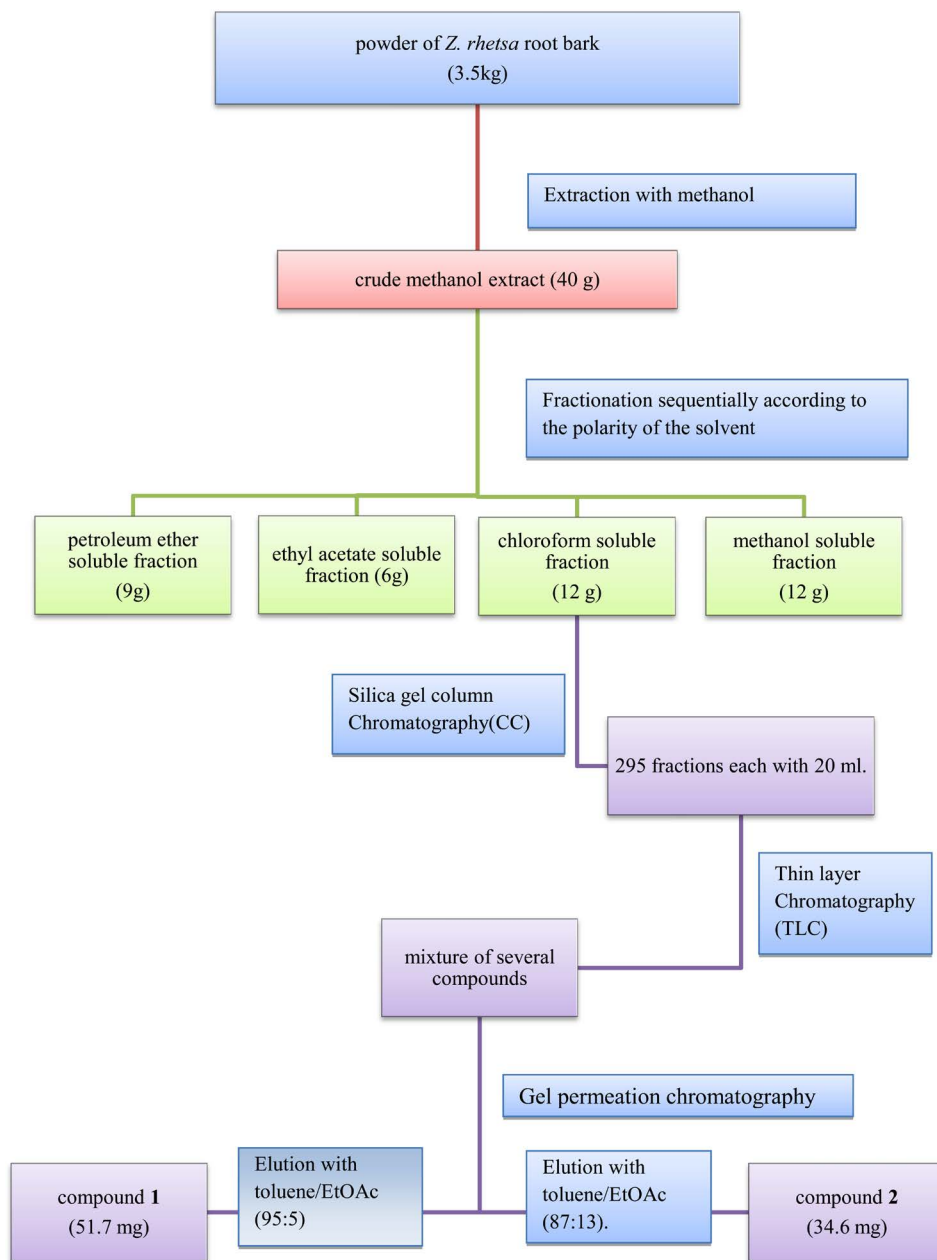 powder of Z. rhetsa root bark
(3.5kg)
Extraction with methanol
crude methanol extract (40 g)
Fractionation sequentially according to
the polarity of the solvent
petroleum ether
soluble fraction
(9g)
ethyl acetate soluble
fraction (6g)
chloroform soluble
fraction
(12 g)
methanol soluble
fraction
(12 g)
Silica gel column
Chromatography(CC)
295 fractions each with 20 ml.
Thin layer
Chromatography
(TLC)
mixture of several
compounds
Gel permeation chromatography
compound 1
(51.7 mg)
Elution with
toluene/EtOAc
(95:5)
Elution with
toluene/EtOAc
(87:13).
compound 2
(34.6 mg)